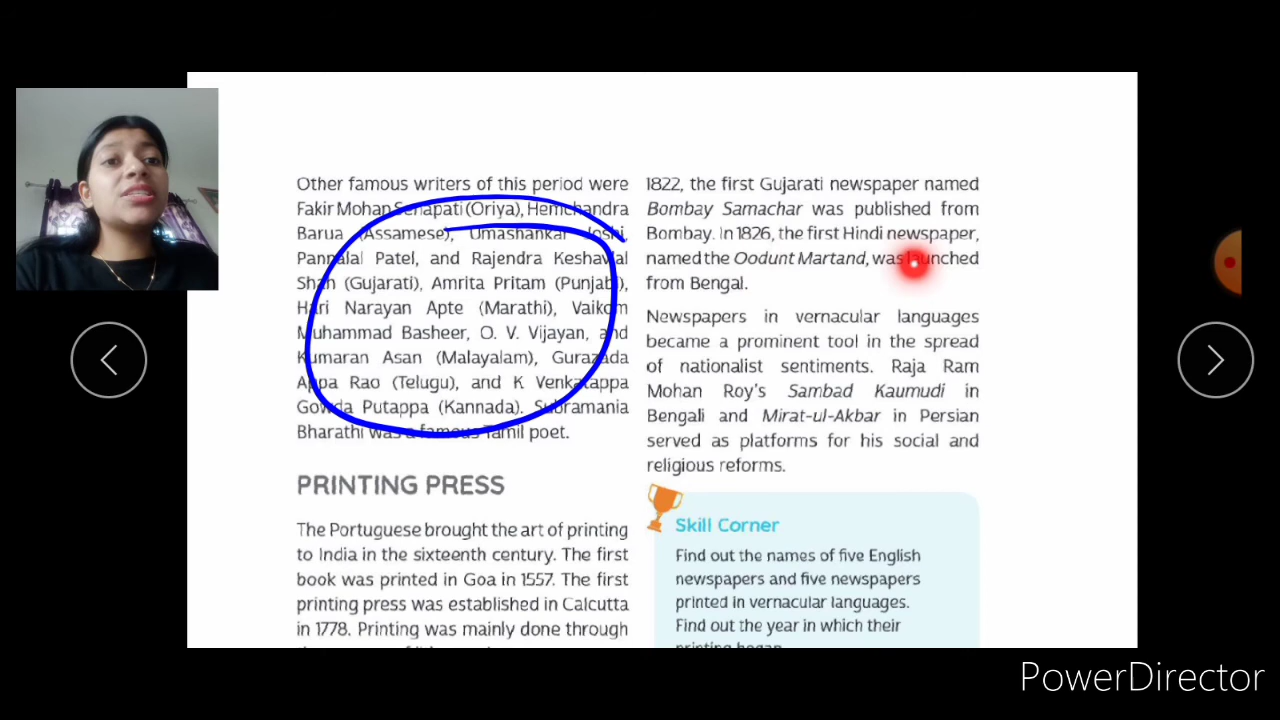 Other famous writers of this period were
Fakir Mohan Senapati (Oriya), Hemchandra
Barua (Assamese), Umashankar Joshi,
Pannalal Patel, and Rajendra Keshavlal
Shah (Gujarati), Amrita Pritam (Punjabi),
Hari Narayan Apte (Marathi), Vaikom
Muhammad Basheer, O. V. Vijayan, and
Kumaran Asan (Malayalam), Gurazada
Appa Rao (Telugu), and K Venkatappa
Gowda Putappa (Kannada). Subramania
Bharathi was a famous Tamil poet.
PRINTING PRESS
The Portuguese brought the art of printing
to India in the sixteenth century. The first
book was printed in Goa in 1557. The first
printing press was established in Calcutta
in 1778. Printing was mainly done through
1822, the first Gujarati newspaper named
Bombay Samachar was published from
Bombay. In 1826, the first Hindi newspaper,
named the Oodunt Martand, was launched
from Bengal.
Newspapers in vernacular languages
became a prominent tool in the spread
of nationalist sentiments. Raja Ram
Mohan Roy's Sambad Kaumudi in
Bengali and Mirat-ul-Akbar in Persian
served as platforms for his social and
religious reforms.
Skill Corner
Find out the names of five English
newspapers and five newspapers
printed in vernacular languages.
Find out the year in which their
printing began
PowerDirector